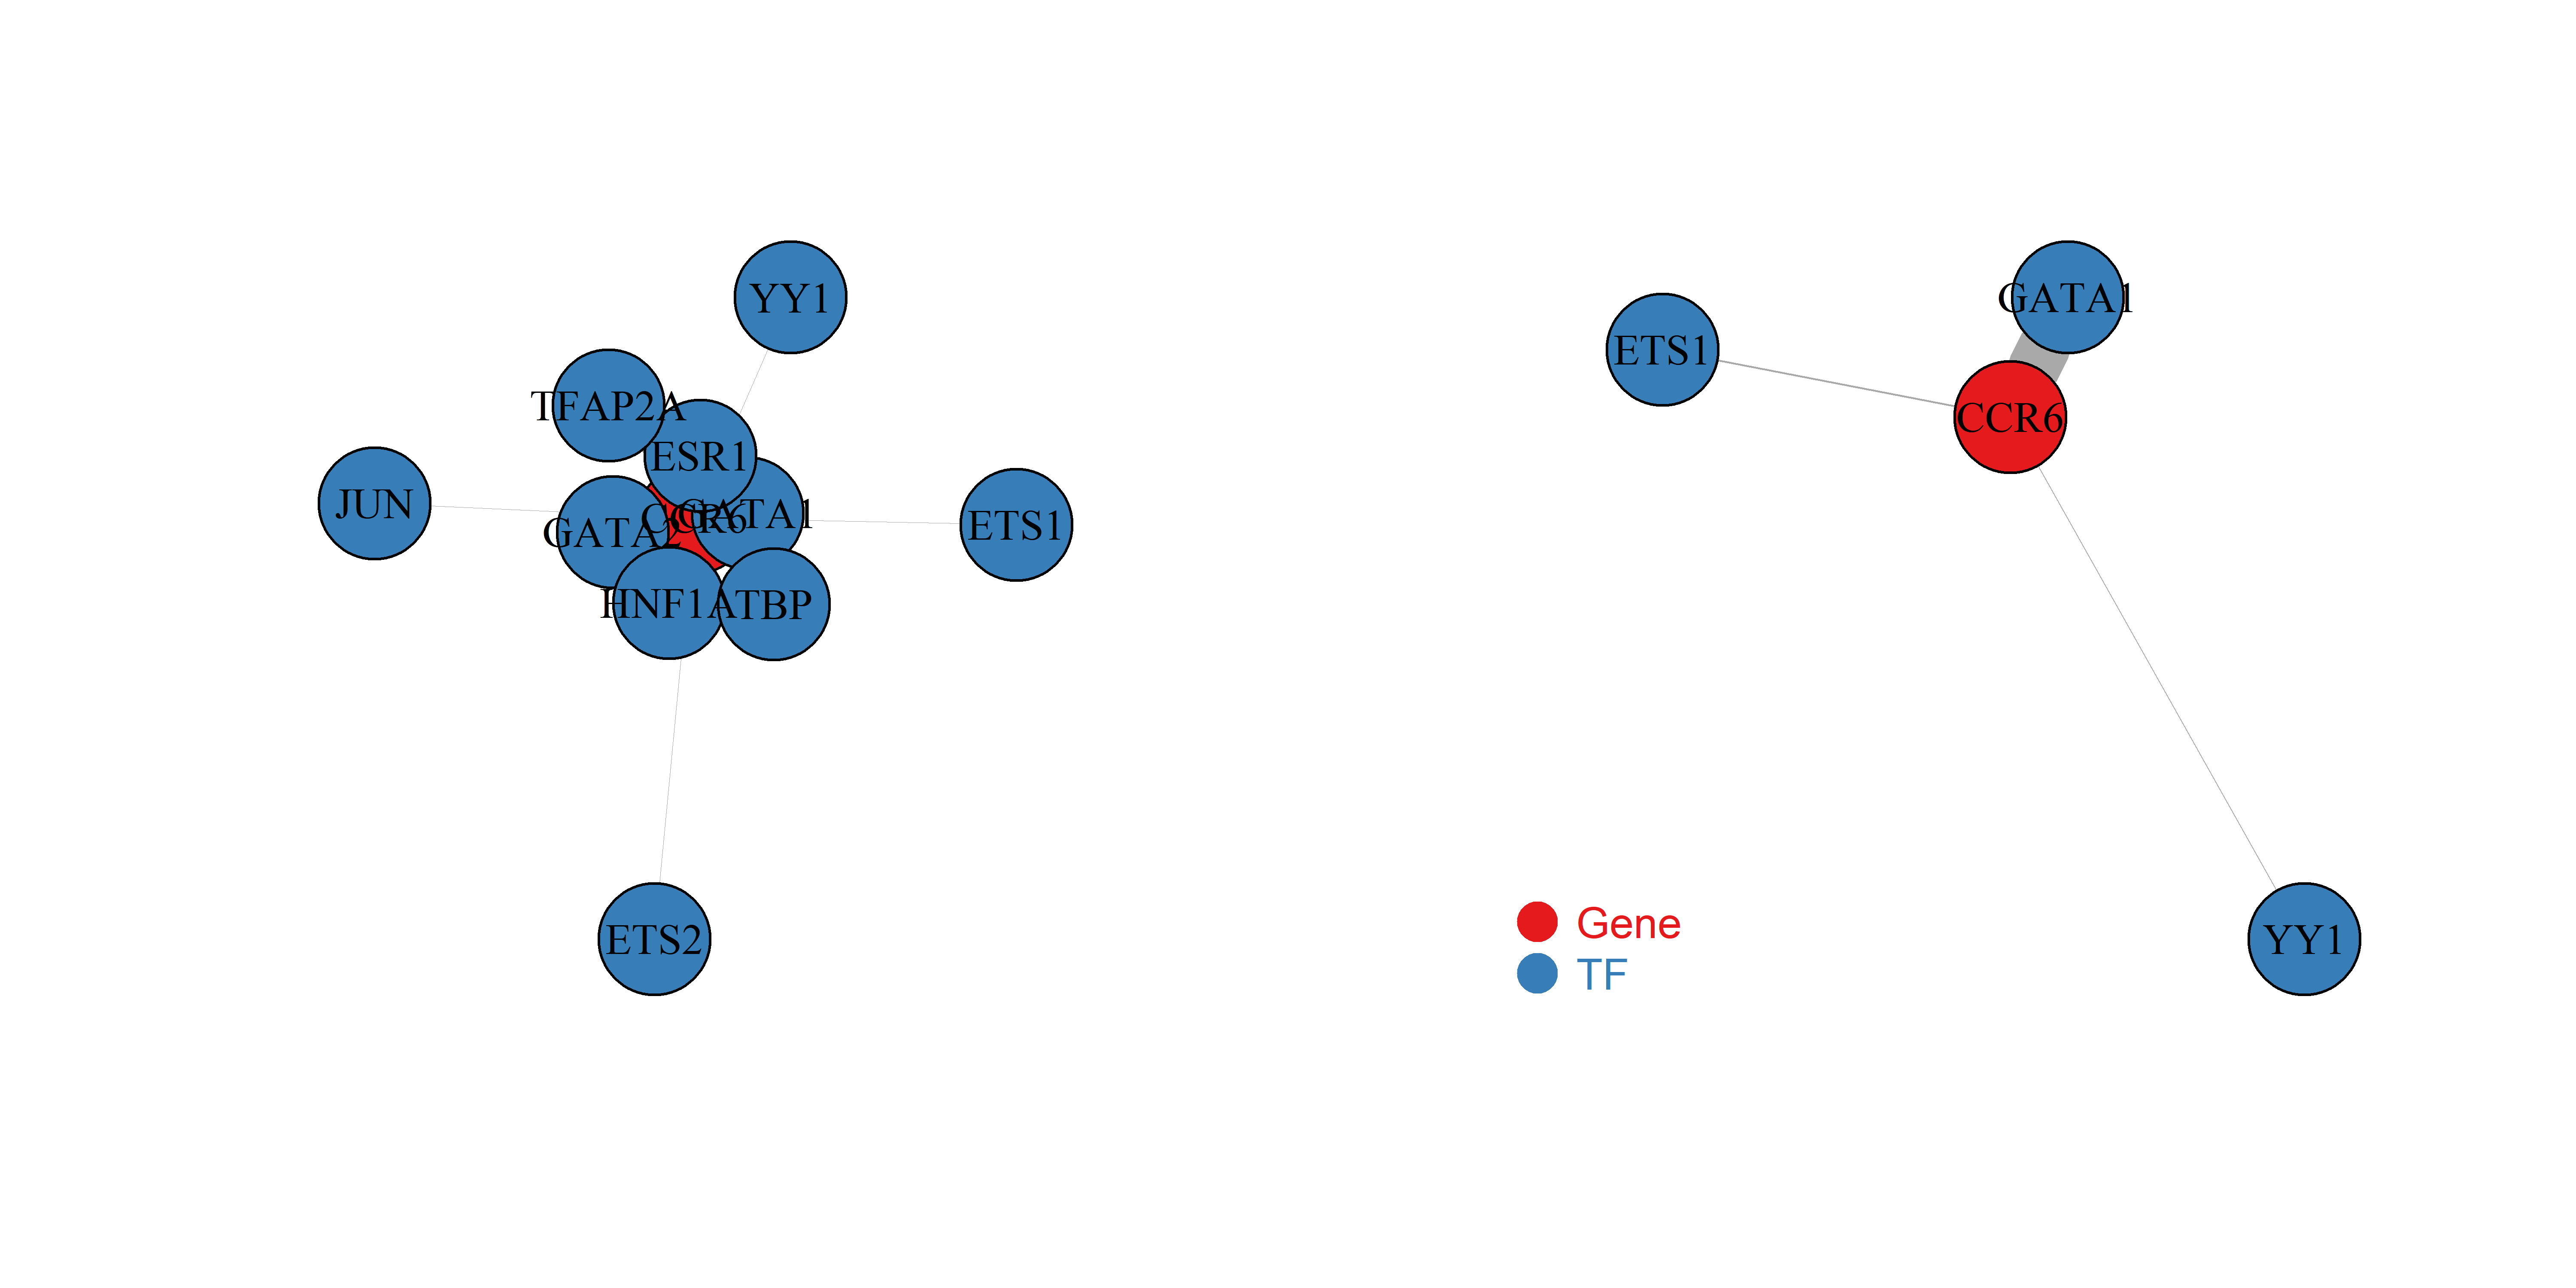 YY1
TFAP2A
ESR1
JUN
GATA2
CCR6
GATA1
ETS1
HNF1A
TBP
ETS2
GATA1
ETS1
CCR6
YY1
Gene
TF